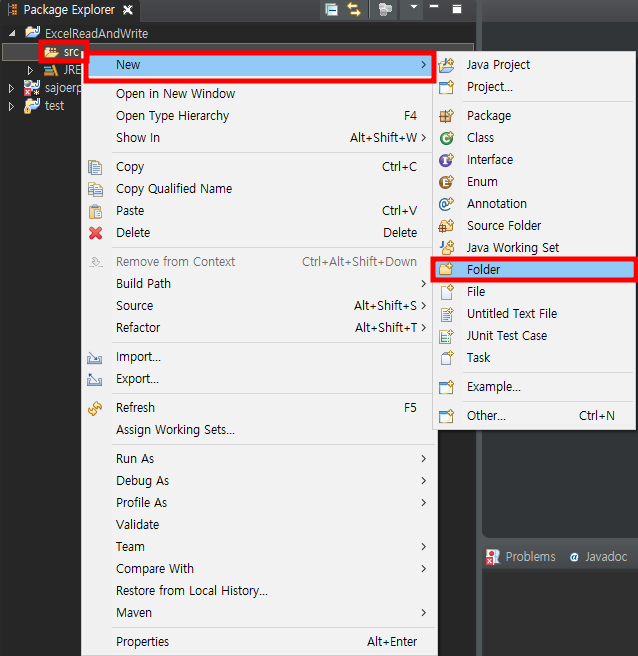 Package Explorer
ExcelReadAndWrite
src
JRE
sajoerp
test
New
Open in New Window
Open Type Hierarchy F4
Show In Alt+Shift+W
Copy Ctrl+C
Copy Qualified Name
Paste Ctrl+V
Delete Delete
Remove from Context Ctrl+Alt+Shift+Down
Build Path
Source Alt+Shift+S
Refactor Alt+Shift+T
Import...
Export...
Refresh F5
Assign Working Sets...
Run As
Debug As
Profile As
Validate
Team
Compare With
Restore from Local History...
Maven
Properties Alt+Enter
Java Project
Project...
Package
Class
Interface
Enum
Annotation
Source Folder
Java Working Set
Folder
File
Untitled Text File
JUnit Test Case
Task
Example...
Other... Ctrl+N
Problems @ Javadoc